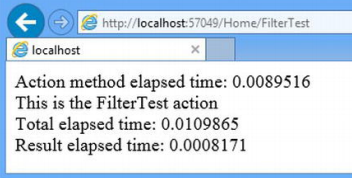 http://localhost:57049/Home/FilterTest
localhost
Action method elapsed time: 0.0089516
This is the FilterTest action
Total elapsed time: 0.0109865
Result elapsed time: 0.0008171